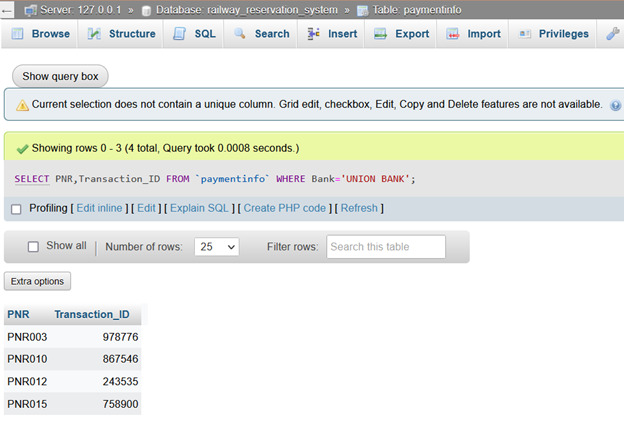 Server: 127.0.0.1 » Database: railway_reservation_system » Table: paymentinfo
Browse Structure SQL Search Insert Export Import Privileges
Show query box
Current selection does not contain a unique column. Grid edit, checkbox, Edit, Copy and Delete features are not available.
Showing rows 0 - 3 (4 total, Query took 0.0008 seconds.)
SELECT PNR,Transaction_ID FROM `paymentinfo` WHERE Bank='UNION BANK';
Profiling [ Edit inline ] [ Edit ] [ Explain SQL ] [ Create PHP code ] [ Refresh ]
Show all | Number of rows: 25 Filter rows: Search this table
Extra options
PNR Transaction_ID
PNR003 978776
PNR010 867546
PNR012 243535
PNR015 758900